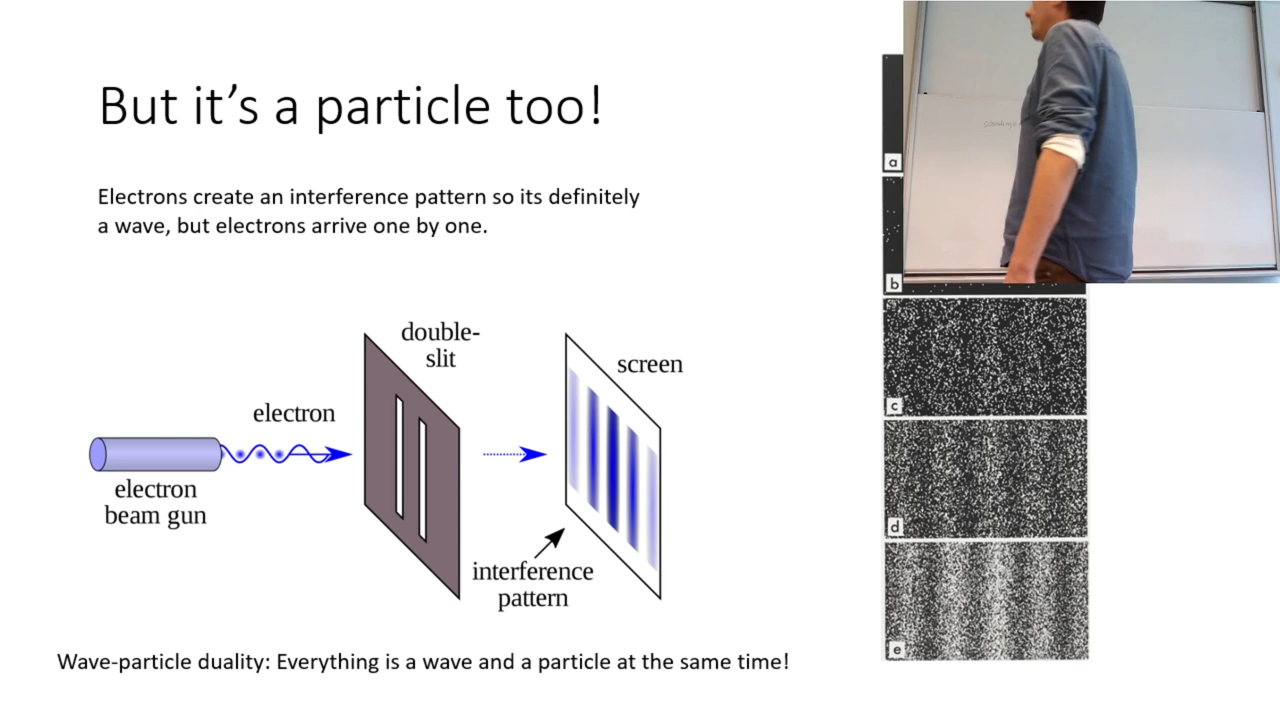 But it's a particle too!
Electrons create an interference pattern so its definitely
a wave, but electrons arrive one by one.
double-
slit
screen
electron
electron
beam gun
interference
pattern
Wave-particle duality: Everything is a wave and a particle at the same time!
a
b
c
d
e